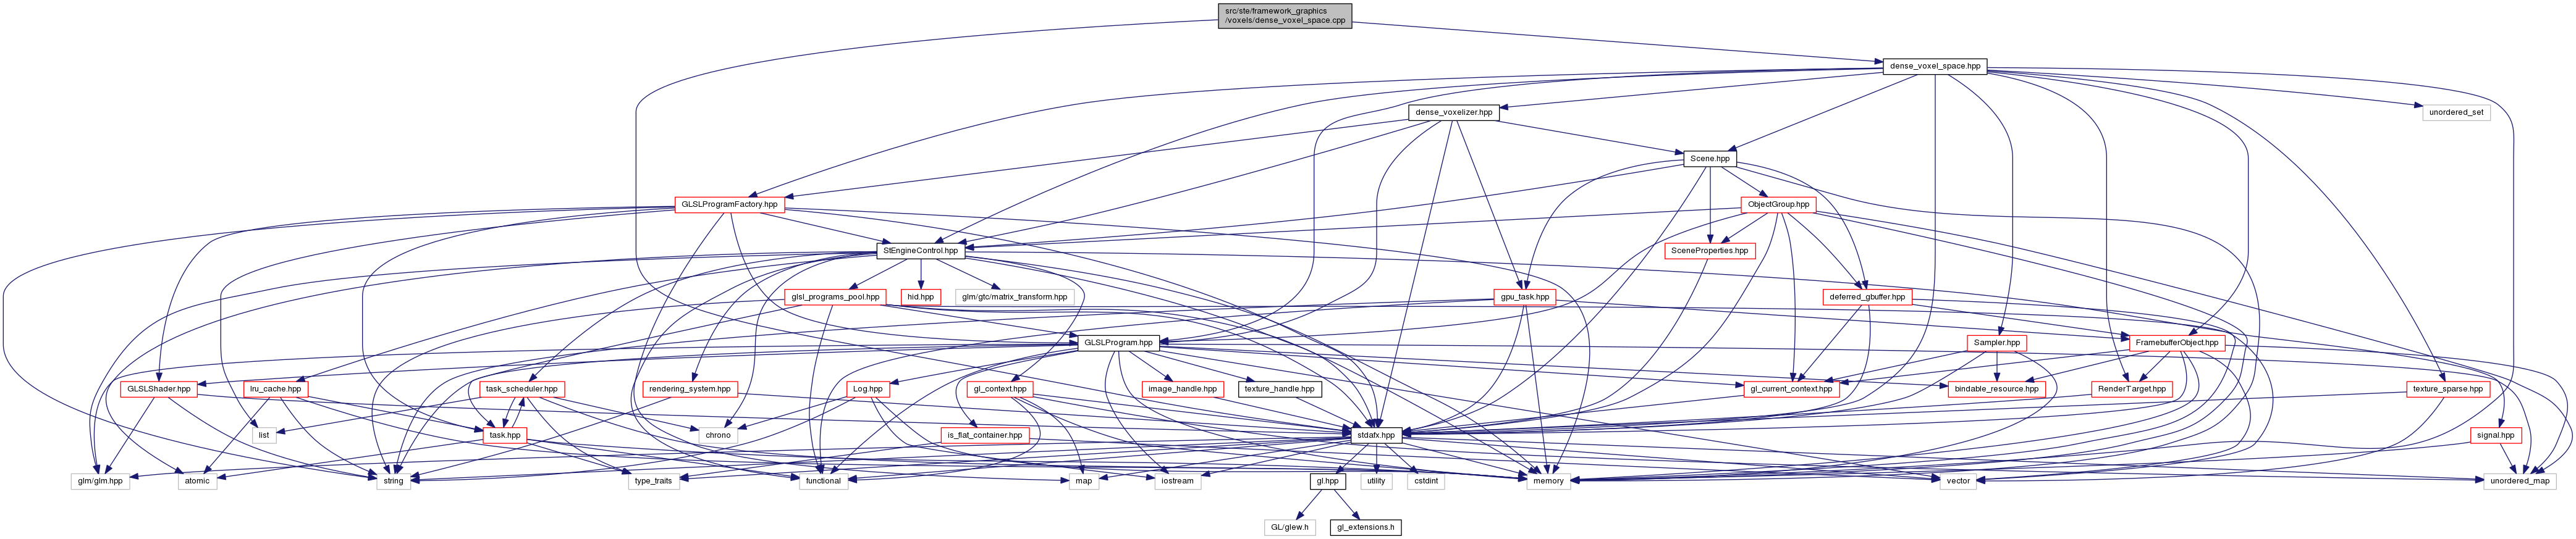 src/ste/framework_graphics
/voxels/dense_voxel_space.cpp
dense_voxel_space.hpp
dense_voxelizer.hpp
unordered_set
Scene.hpp
GLSLProgramFactory.hpp
ObjectGroup.hpp
StEngineControl.hpp
SceneProperties.hpp
glsl_programs_pool.hpp
hid.hpp
glm/gtc/matrix_transform.hpp
gpu_task.hpp
deferred_gbuffer.hpp
GLSLProgram.hpp
Sampler.hpp
FramebufferObject.hpp
GLSLShader.hpp
lru_cache.hpp
task_scheduler.hpp
rendering_system.hpp
Log.hpp
gl_context.hpp
image_handle.hpp
texture_handle.hpp
gl_current_context.hpp
bindable_resource.hpp
RenderTarget.hpp
texture_sparse.hpp
list
task.hpp
chrono
is_flat_container.hpp
stdafx.hpp
signal.hpp
glm/glm.hpp
atomic
string
type_traits
functional
map
iostream
gl.hpp
utility
cstdint
memory
vector
unordered_map
GL/glew.h
gl_extensions.h